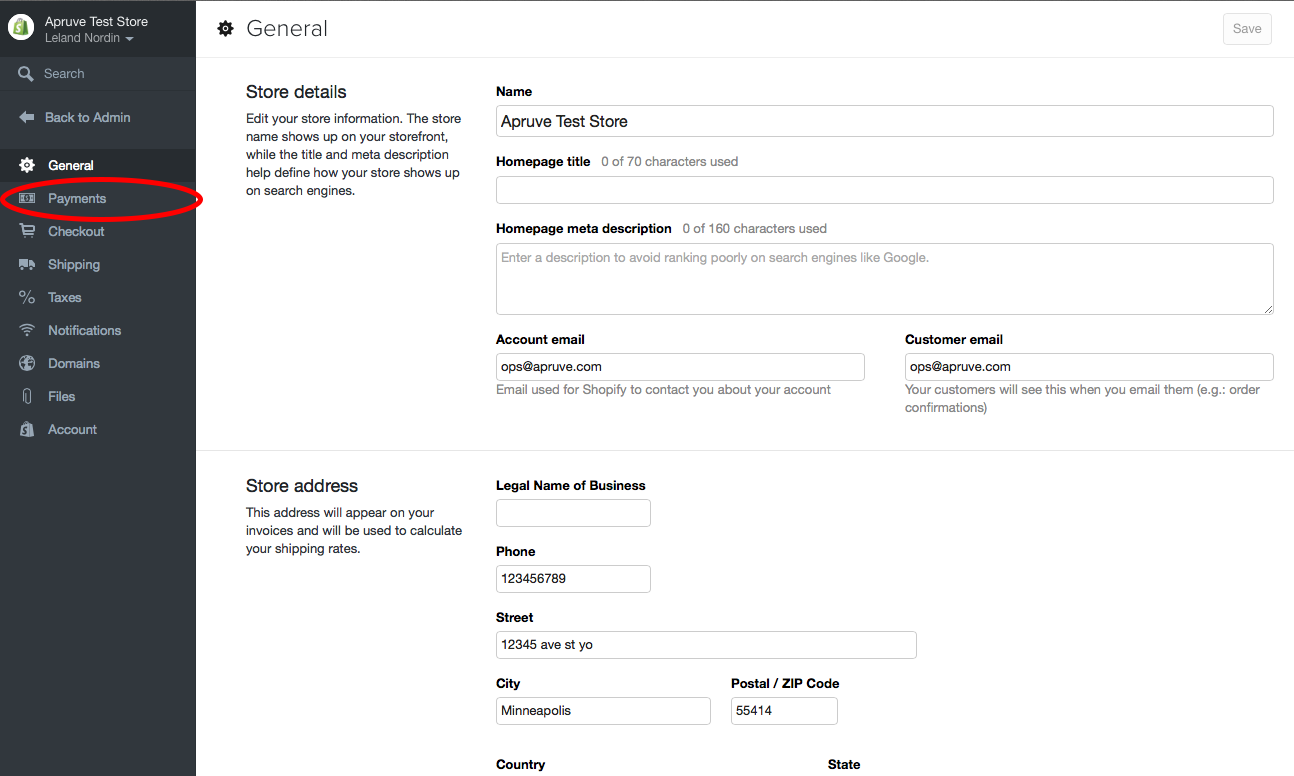 Apruve Test Store
Leland Nordin
Search
Back to Admin
General
Payments
Checkout
Shipping
Taxes
Notifications
Domains
Files
Account
General
Save
Store details
Edit your store information. The store
name shows up on your storefront,
while the title and meta description
help define how your store shows up
on search engines.
Name
Apruve Test Store
Homepage title 0 of 70 characters used
Homepage meta description 0 of 160 characters used
Enter a description to avoid ranking poorly on search engines like Google.
Account email
ops@apruve.com
Email used for Shopify to contact you about your account
Customer email
ops@apruve.com
Your customers will see this when you email them (e.g.: order
confirmations)
Store address
This address will appear on your
invoices and will be used to calculate
your shipping rates.
Legal Name of Business
Phone
123456789
Street
12345 ave st yo
City
Minneapolis
Postal / ZIP Code
55414
Country
State